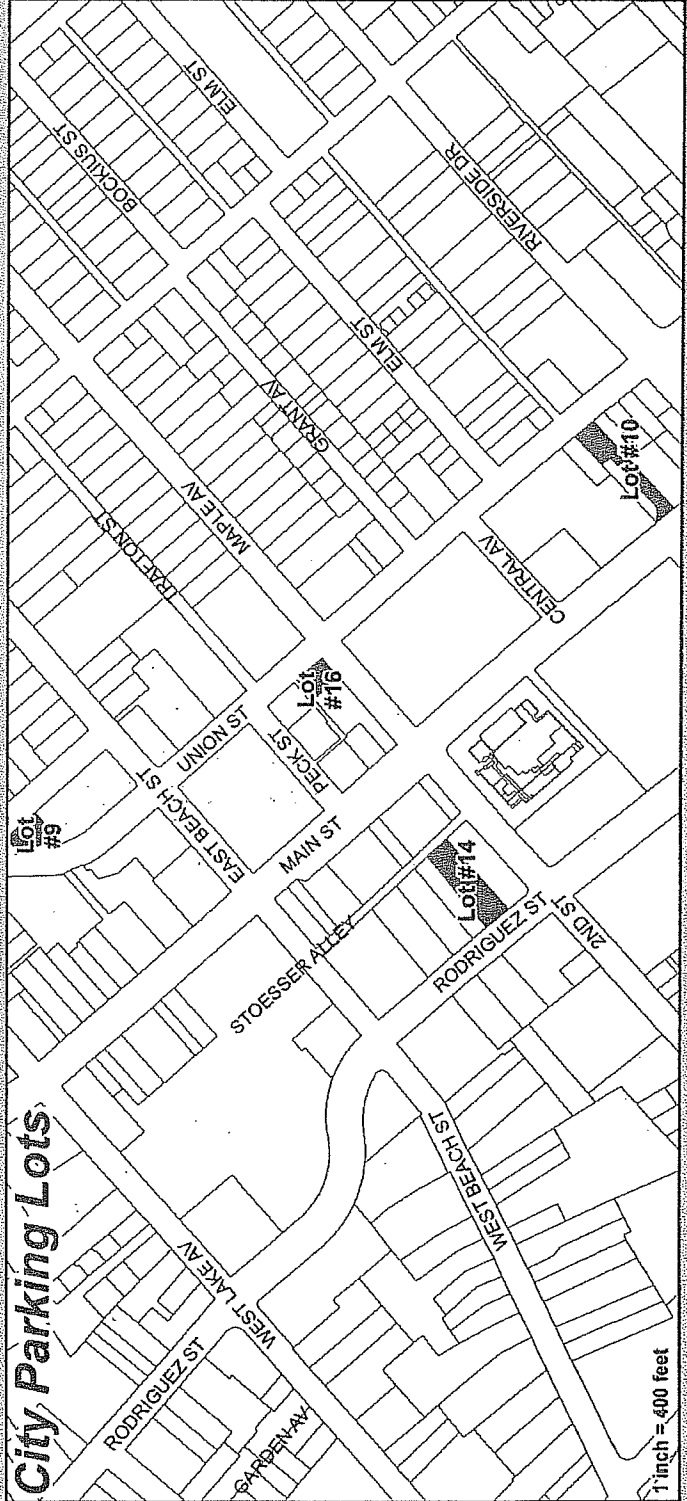 City Parking Lots
1 inch = 400 feet
RODRIGUEZ ST
GARDEN AV
WEST LAKE AV
WEST BEACH ST
STOESSER ALLEY
RODRIGUEZ ST
2ND ST
Lot #14
MAIN ST
EAST BEACH ST
UNION ST
PECK ST
Lot
#9
Lot
#16
TRAFTON ST
MAPLE AV
GRANT AV
CENTRAL AV
Lot #10
ELM ST
RIVERSIDE DR
BOCKIUS ST
ELM ST